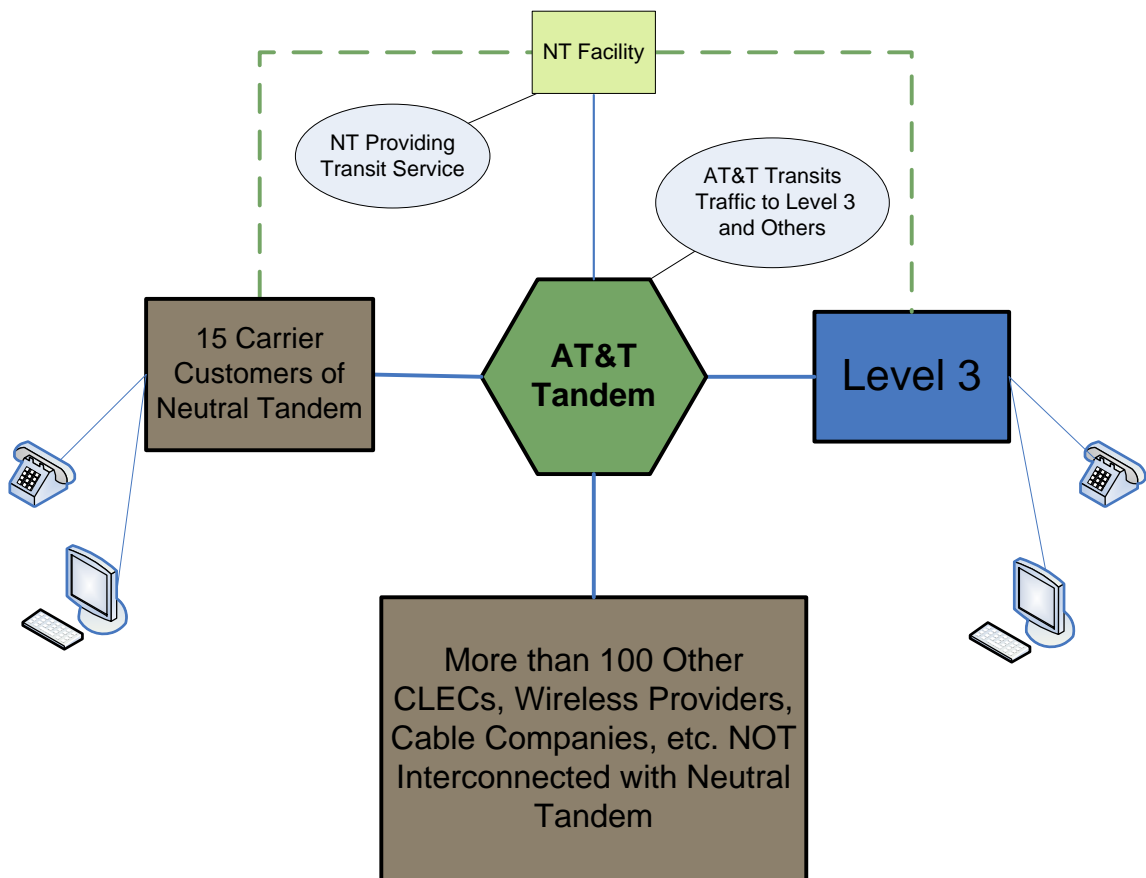 NT Facility
NT Providing
Transit Service
AT&T Transits
Traffic to Level 3
and Others
15 Carrier
Customers of
Neutral Tandem
AT&T
Tandem
Level 3
More than 100 Other
CLECs, Wireless Providers,
Cable Companies, etc. NOT
Interconnected with Neutral
Tandem